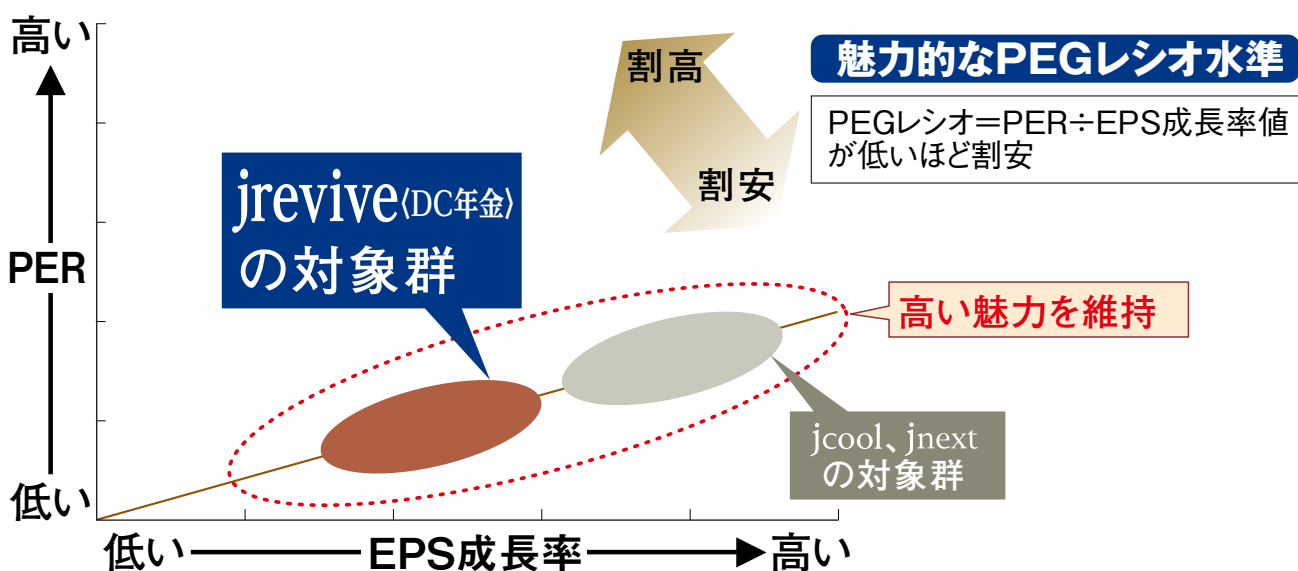 高い
PER
低い
低い
EPS成長率
高い
割高
割安
魅力的なPEGレシオ水準
PEGレシオ=PER÷EPS成長率値
が低いほど割安
jrevive〈DC年金〉
の対象群
高い魅力を維持
jcool、jnext
の対象群